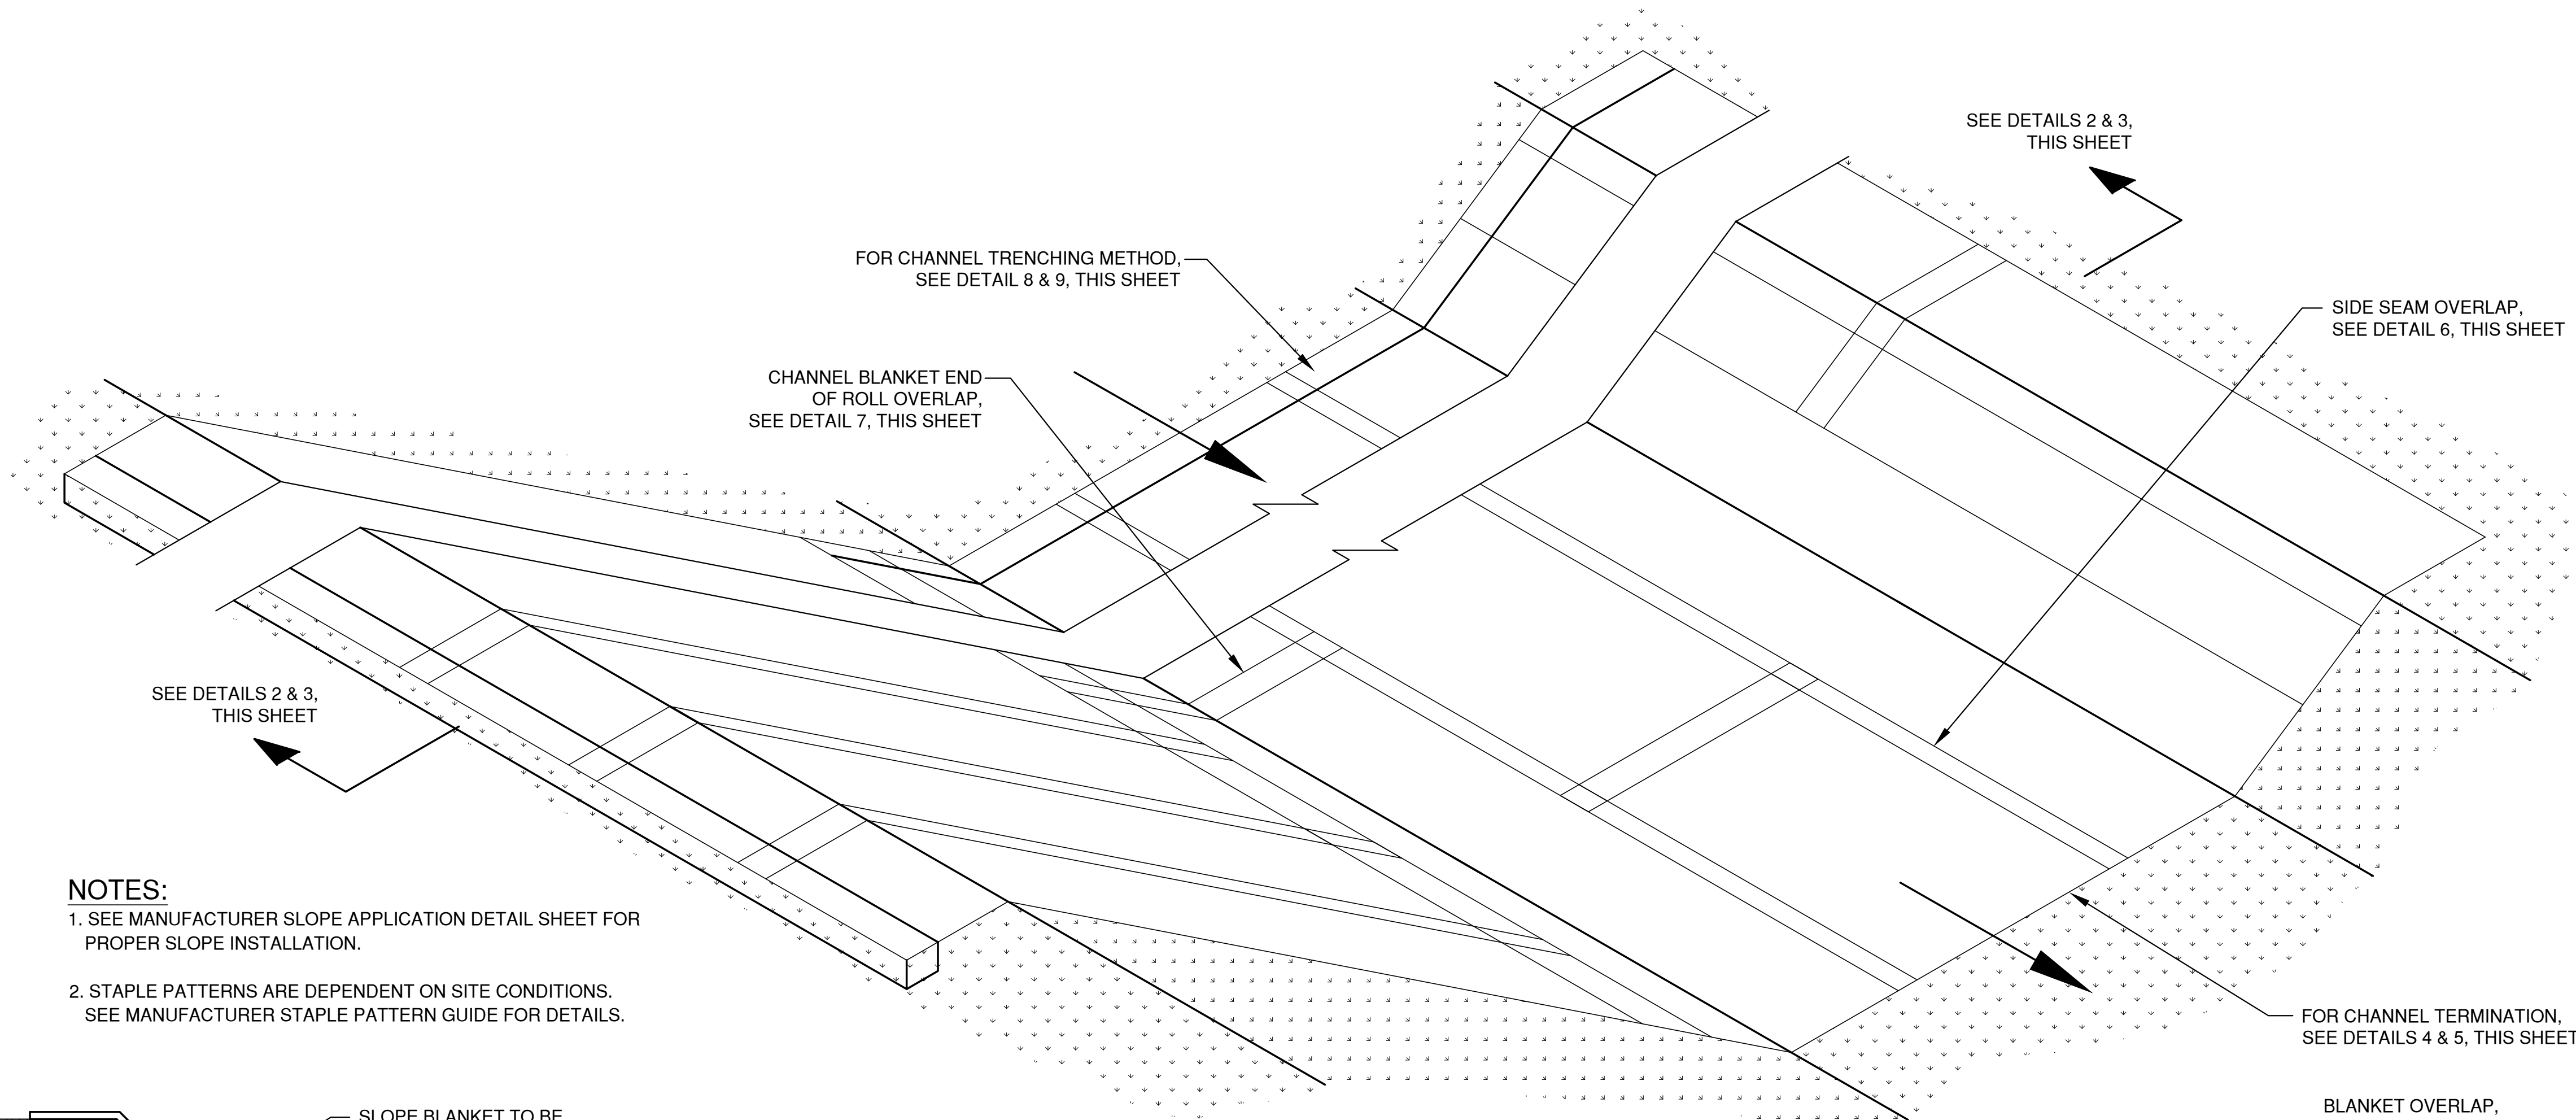 SEE DETAILS 2 & 3,
THIS SHEET
FOR CHANNEL TRENCHING METHOD,
SEE DETAIL 8 & 9, THIS SHEET
SIDE SEAM OVERLAP,
SEE DETAIL 6, THIS SHEET
CHANNEL BLANKET END
OF ROLL OVERLAP,
SEE DETAIL 7, THIS SHEET
SEE DETAILS 2 & 3,
THIS SHEET
NOTES:
1. SEE MANUFACTURER SLOPE APPLICATION DETAIL SHEET FOR
PROPER SLOPE INSTALLATION.
2. STAPLE PATTERNS ARE DEPENDENT ON SITE CONDITIONS.
SEE MANUFACTURER STAPLE PATTERN GUIDE FOR DETAILS.
FOR CHANNEL TERMINATION,
SEE DETAILS 4 & 5, THIS SHEET
SLOPE BLANKET TO BE
BLANKET OVERLAP,